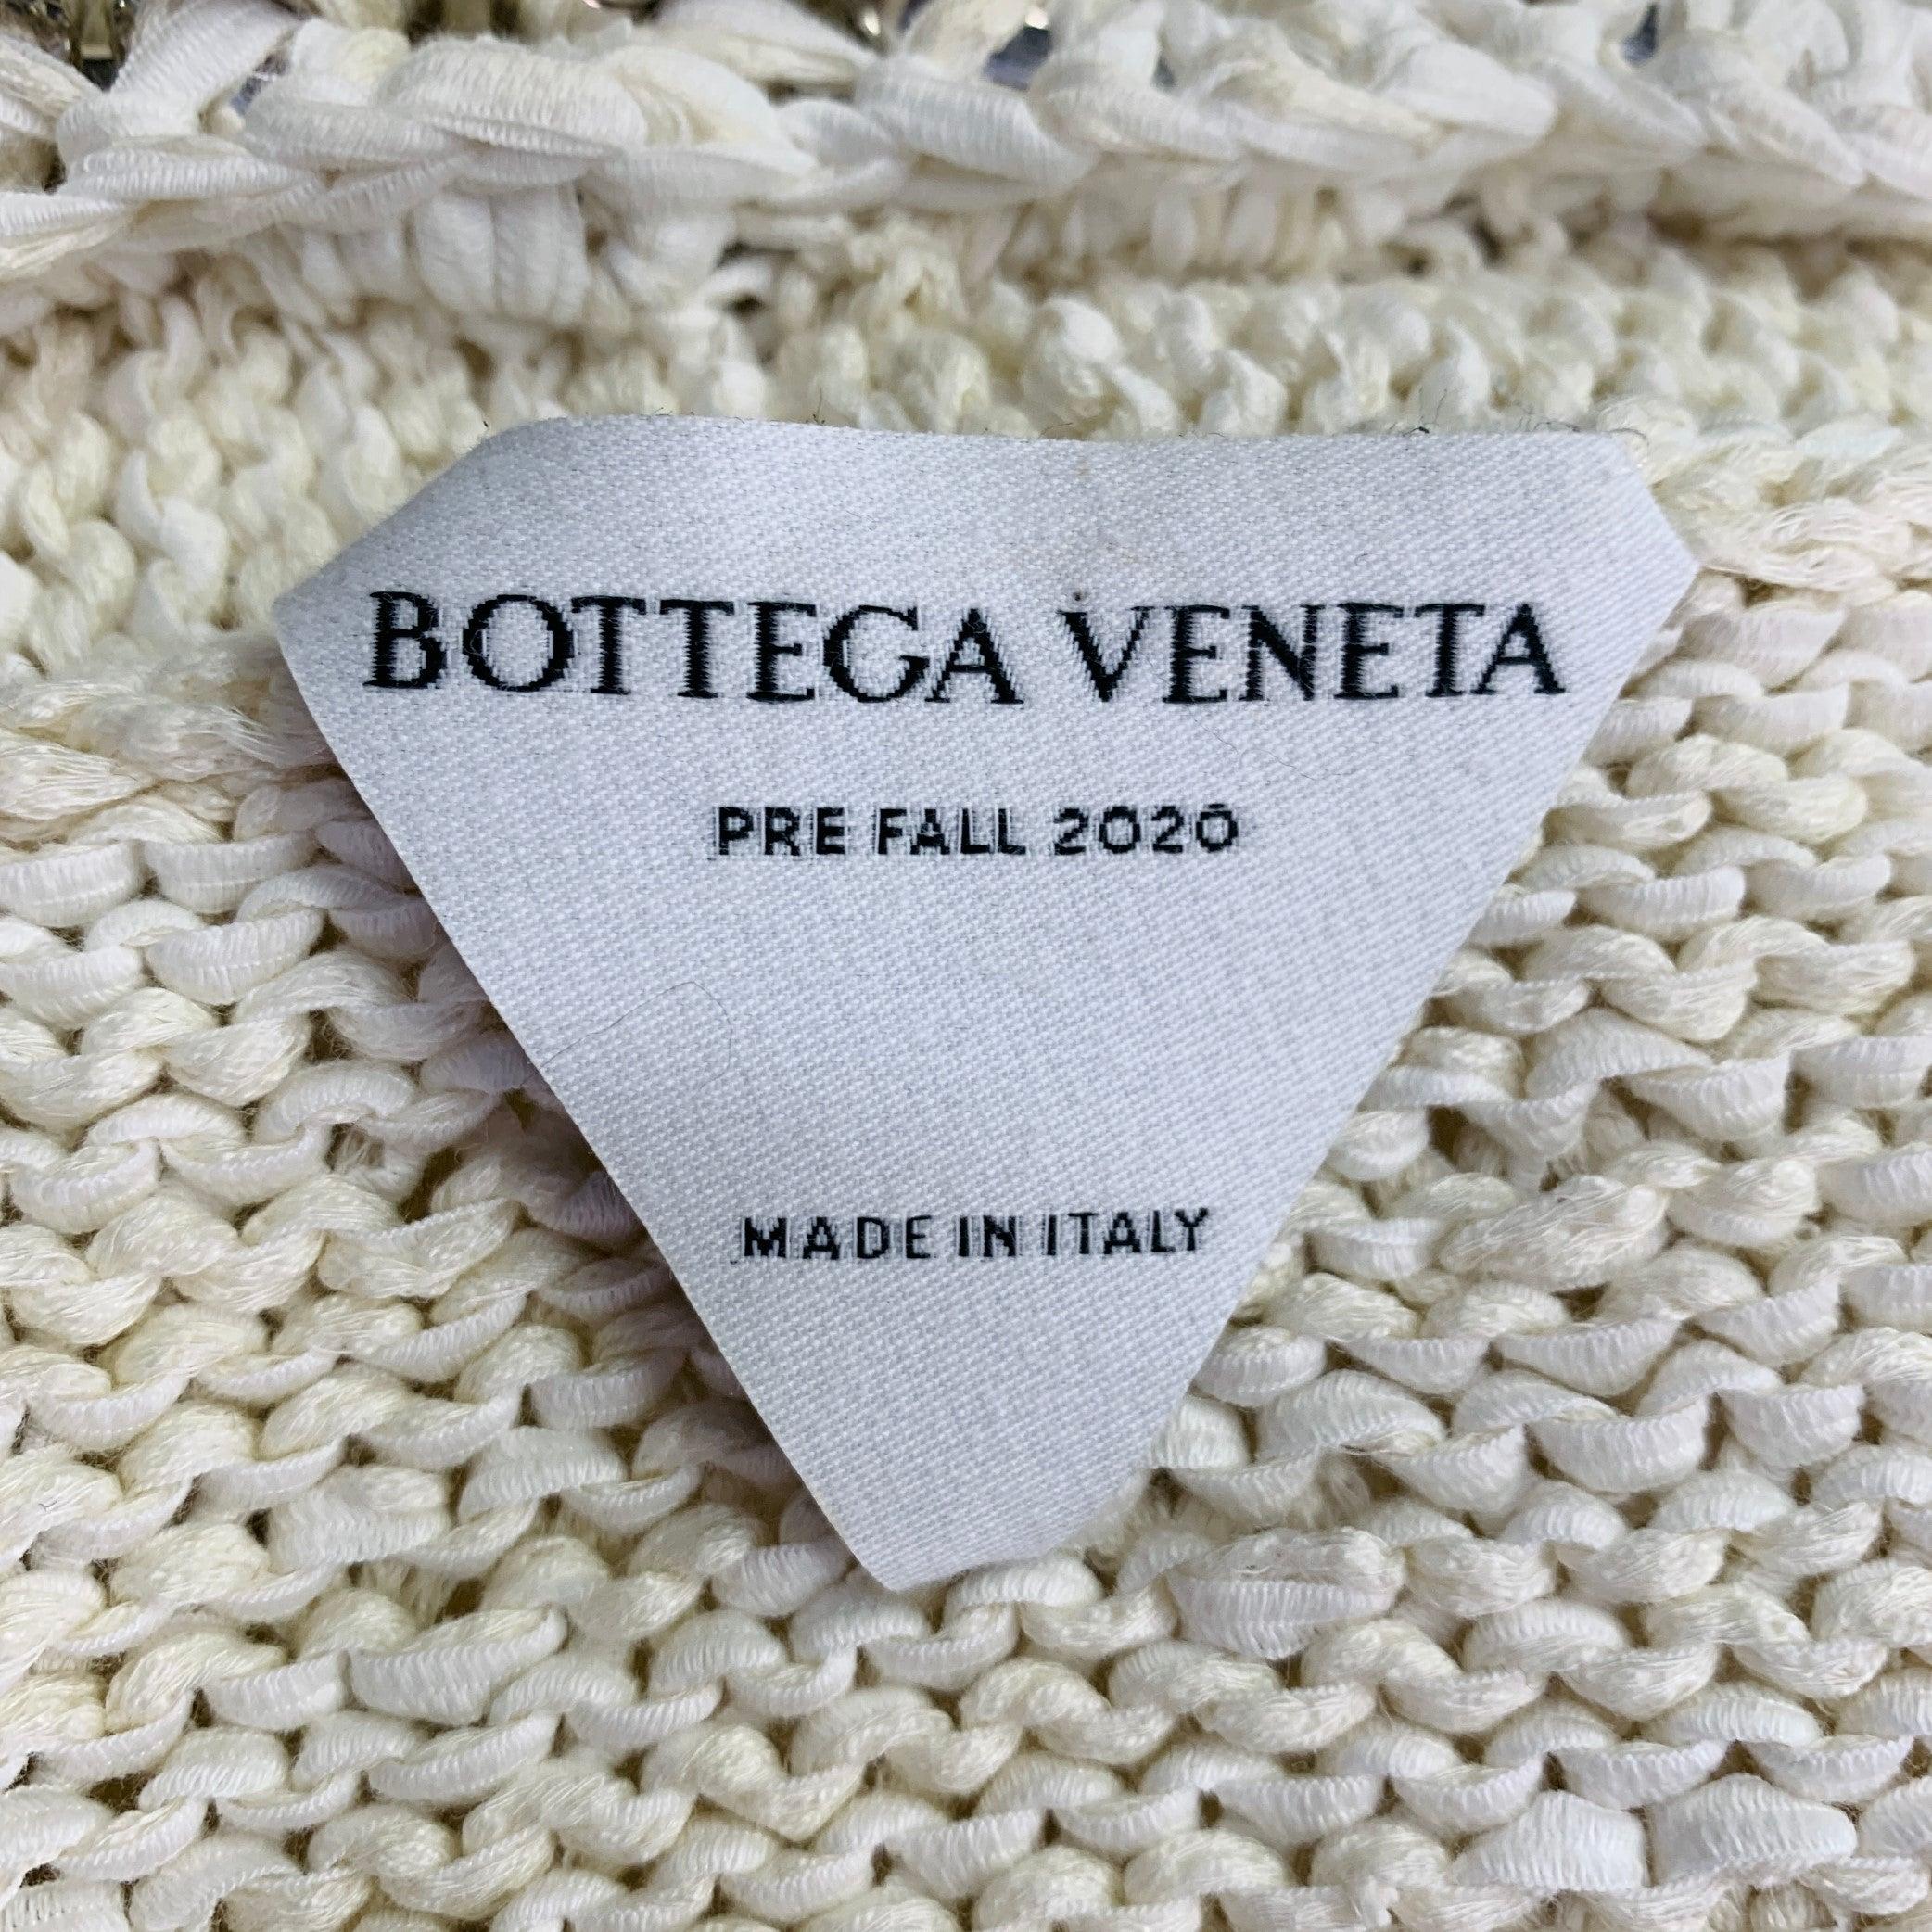 BOTTEGA VENETA
PRE FALL 2020
MADE IN ITALY